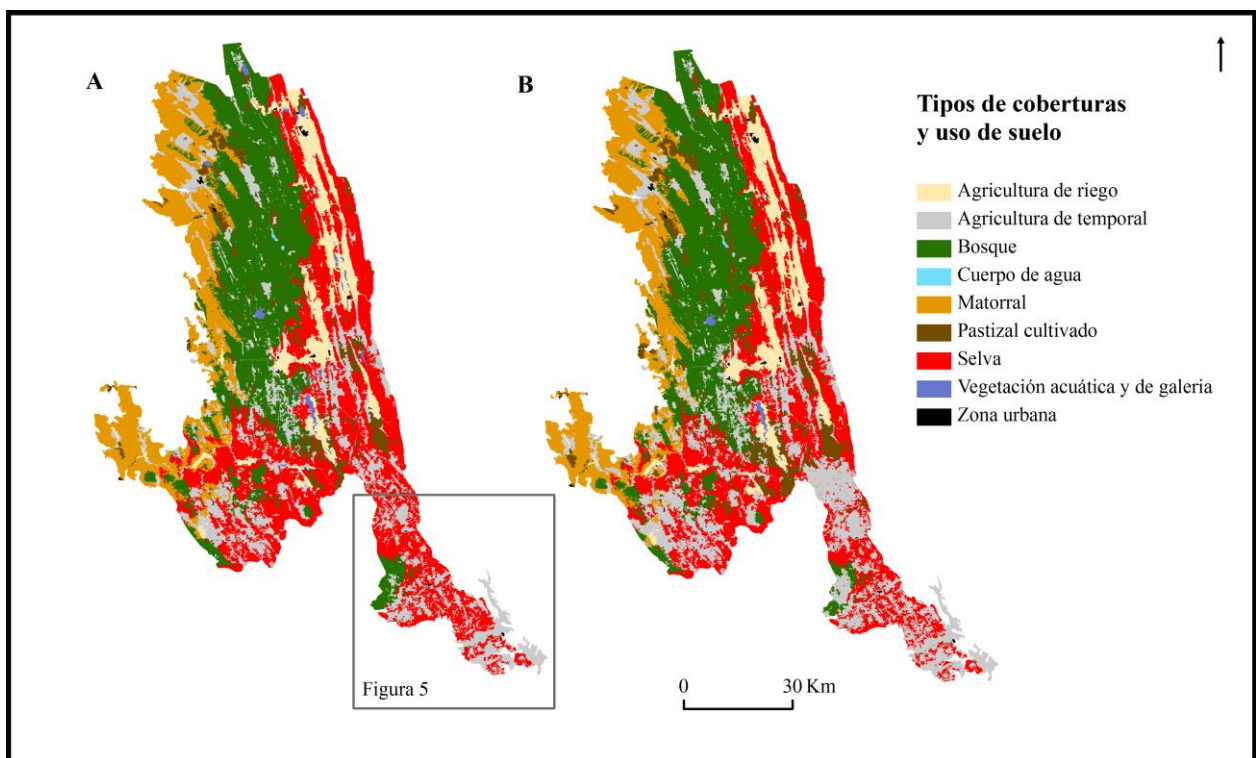 A
B
Tipos de coberturas
y uso de suelo
Agricultura de riego
Agricultura de temporal
Bosque
Cuerpo de agua
Matorral
Pastizal cultivado
Selva
Vegetación acuática y de galeria
Zona urbana
Figura 5
0 30 Km